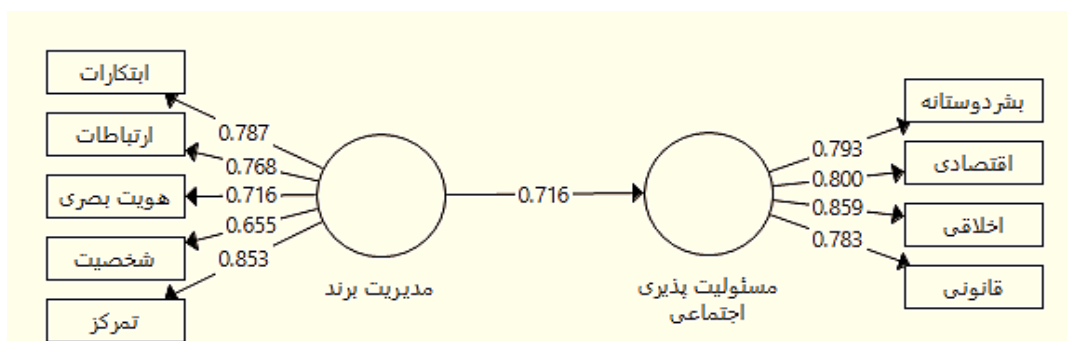 ابتکارات
ارتباطات
هویت بصری
شخصیت
تمرکز
0.787
0.768
0.716
0.655
0.853
مدیریت برند
0.716
مسئولیت پذیری
اجتماعی
0.793
0.800
0.859
0.783
بشردوستانه
اقتصادی
اخلاقی
قانونی